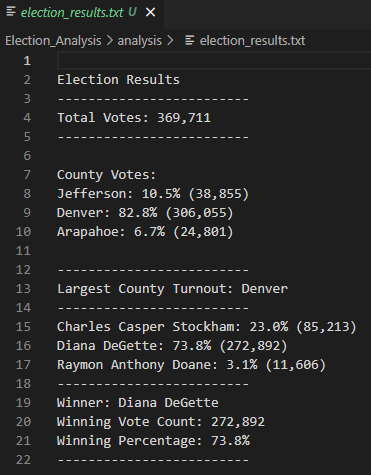 election_results.txt U ×
Election_Analysis > analysis > election_results.txt
1
2 Election Results
3 -------------------------
4 Total Votes: 369,711
5 -------------------------
6
7 County Votes:
8 Jefferson: 10.5% (38,855)
9 Denver: 82.8% (306,055)
10 Arapahoe: 6.7% (24,801)
11
12 -------------------------
13 Largest County Turnout: Denver
14 -------------------------
15 Charles Casper Stockham: 23.0% (85,213)
16 Diana DeGette: 73.8% (272,892)
17 Raymon Anthony Doane: 3.1% (11,606)
18 -------------------------
19 Winner: Diana DeGette
20 Winning Vote Count: 272,892
21 Winning Percentage: 73.8%
22 -------------------------